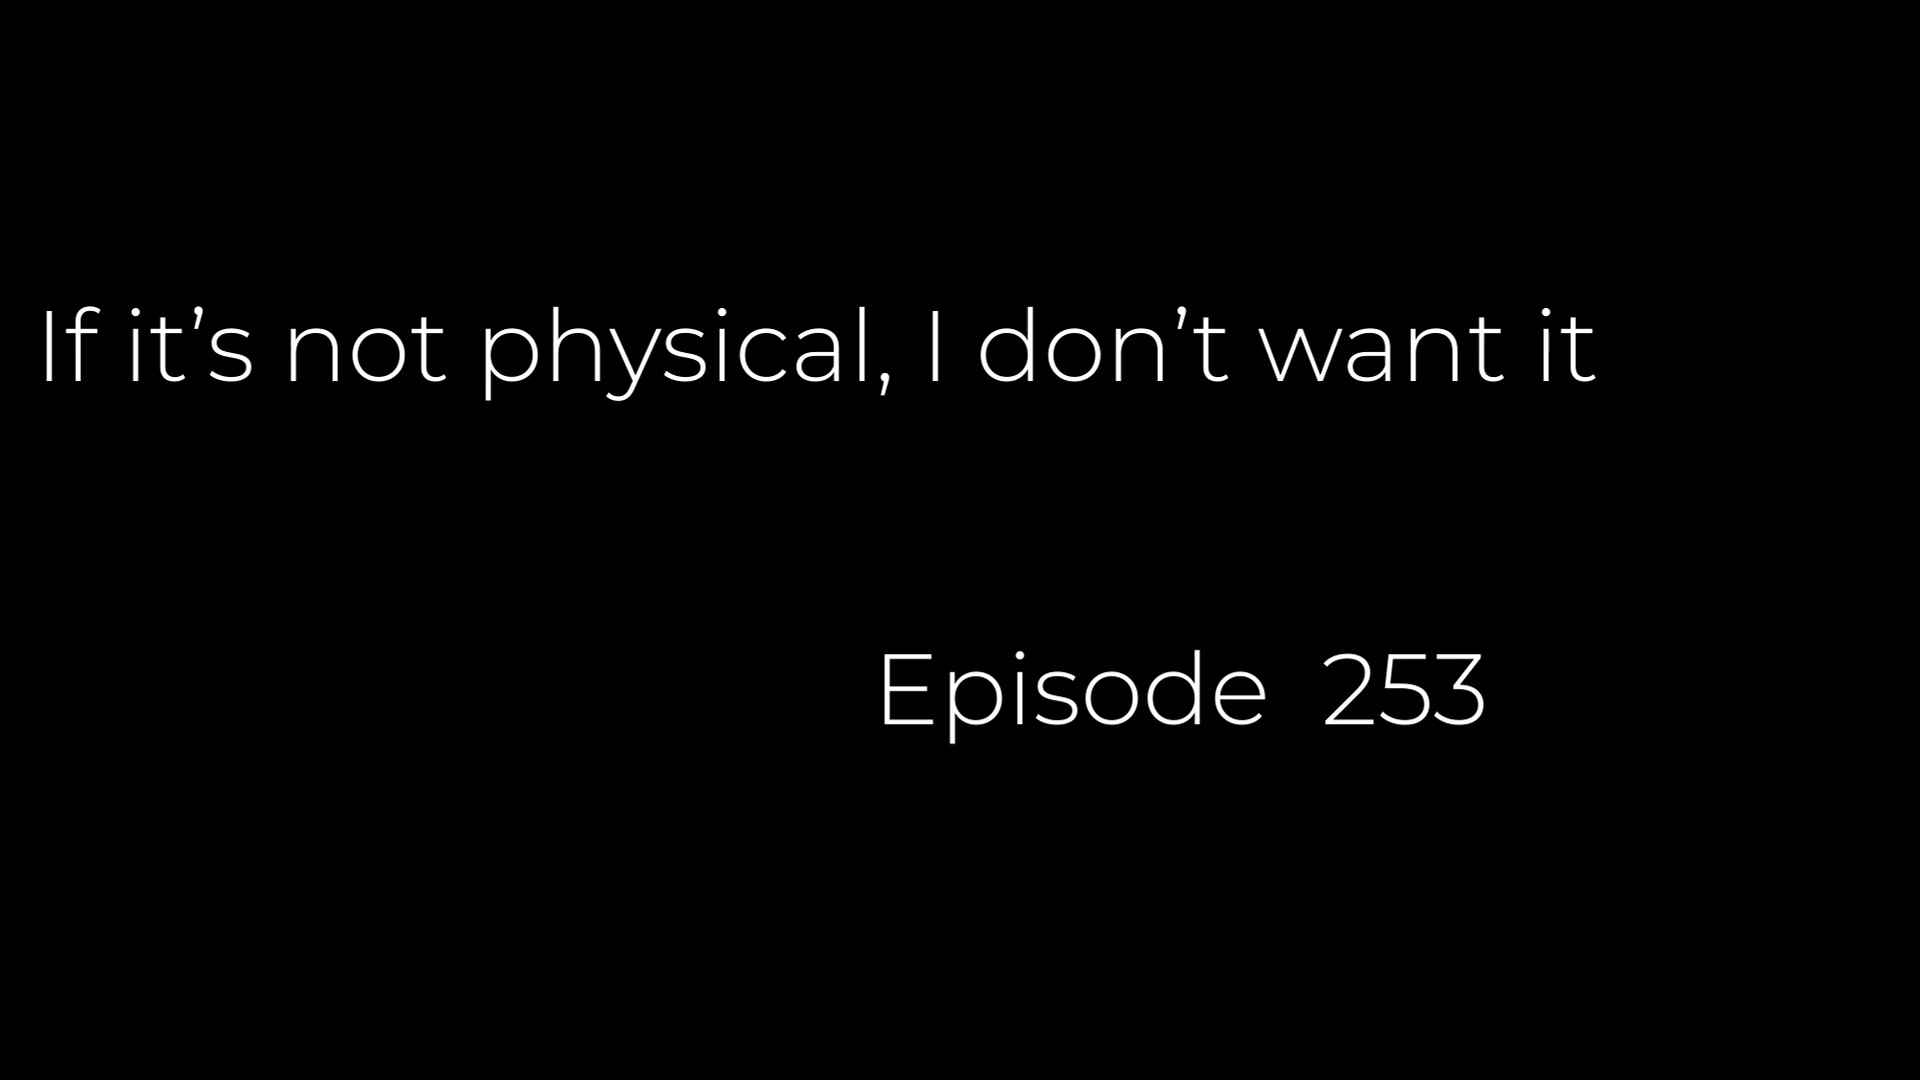 If it’s not physical, I don’t want it
Episode  253